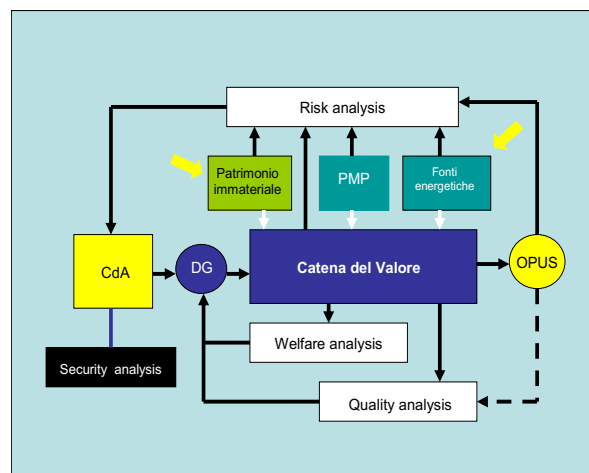 Risk analysis
Patrimonio
immateriale
PMP
Fonti
energetiche
CdA
DG
Catena del Valore
OPUS
Welfare analysis
Security analysis
Quality analysis